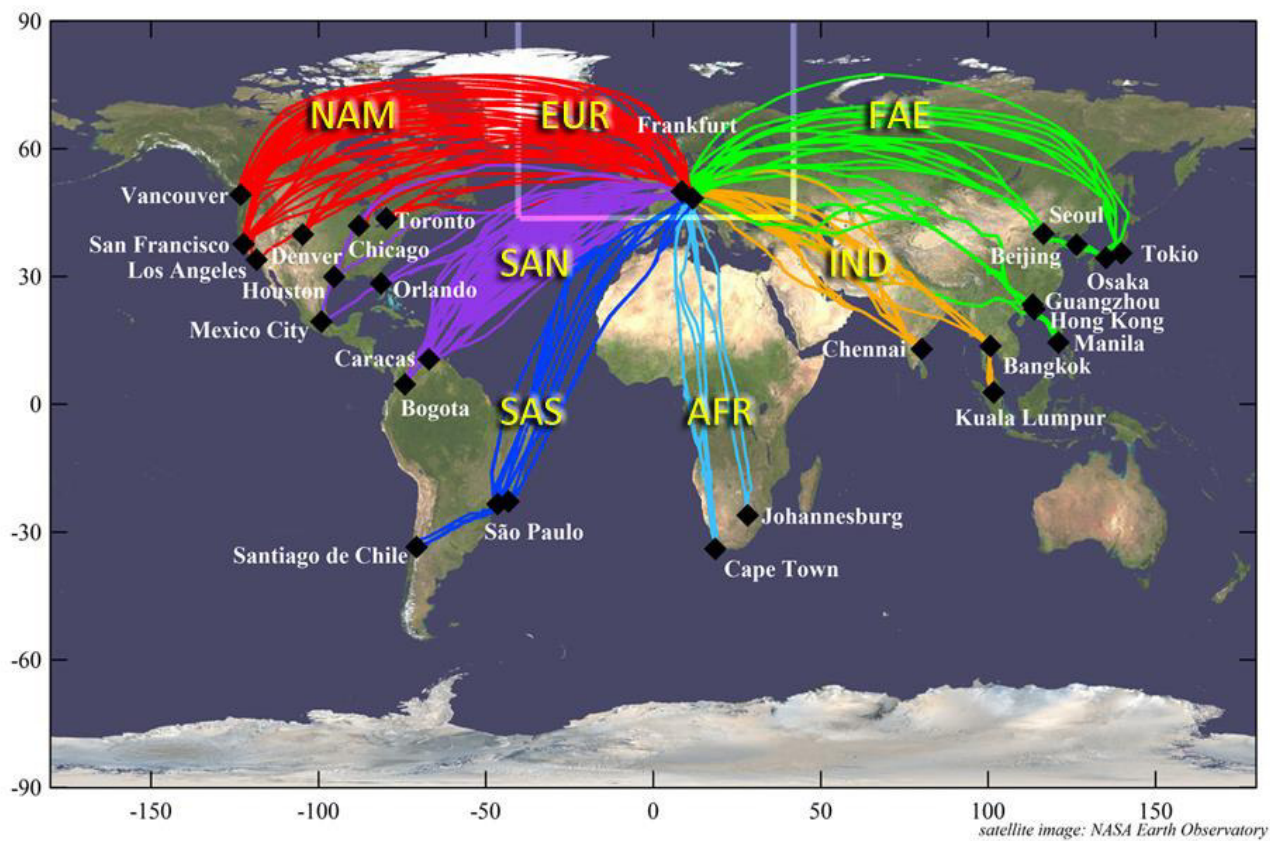 90
60
30
0
-30
-60
-90
NAM
EUR
FAE
Frankfurt
Vancouver
Toronto
Seoul
San Francisco
Denver
Chicago
SAN
IND
Beijing
Tokio
Los Angeles
Osaka
Houston
Orlando
Guangzhou
Mexico City
Hong Kong
Caracas
Chennai
Manila
Bangkok
Bogota
SAS
AFR
Kuala Lumpur
São Paulo
Johannesburg
Santiago de Chile
Cape Town
-150
-100
-50
0
50
100
150
satellite image: NASA Earth Observatory